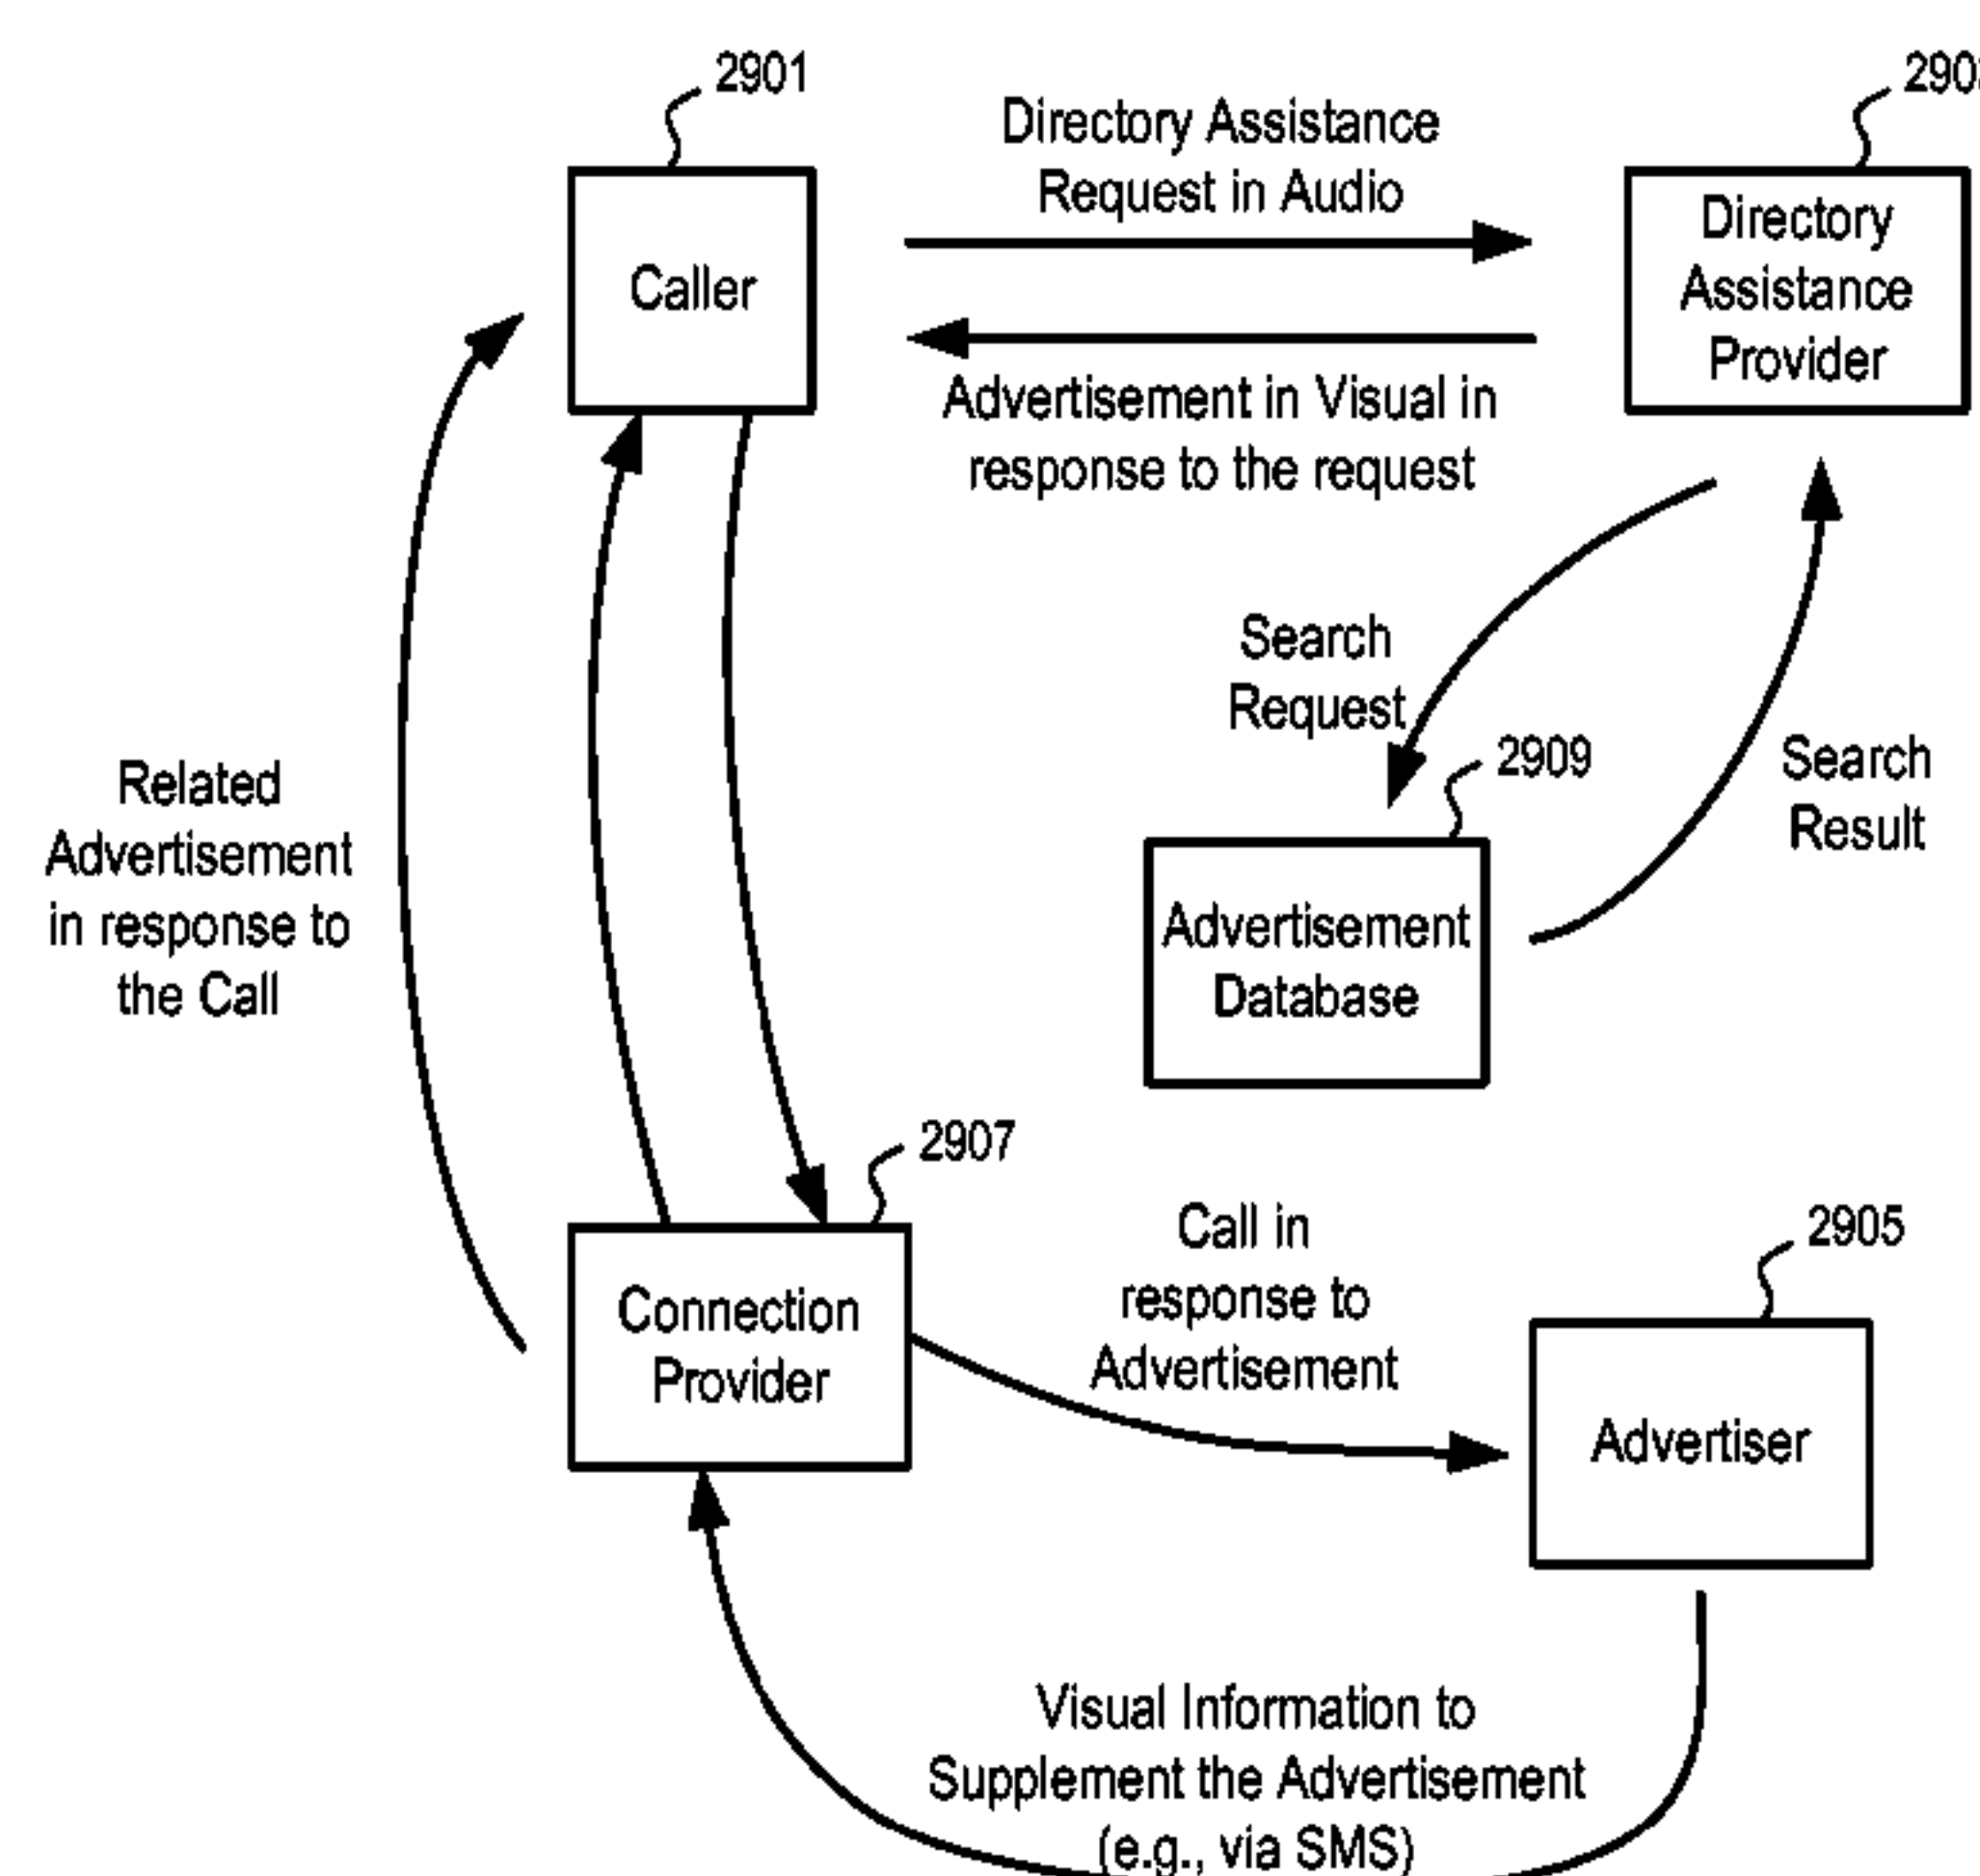 2901
Directory Assistance
Request in Audio
Caller
Directory
Assistance
Provider
Advertisement in Visual in
response to the request
Search
Request
2909
Search
Result
Related
Advertisement
in response to
the Call
Advertisement
Database
2907
Connection
Provider
Call in
response to
Advertisement
2905
Advertiser
Visual Information to
Supplement the Advertisement
(e.g., via SMS)